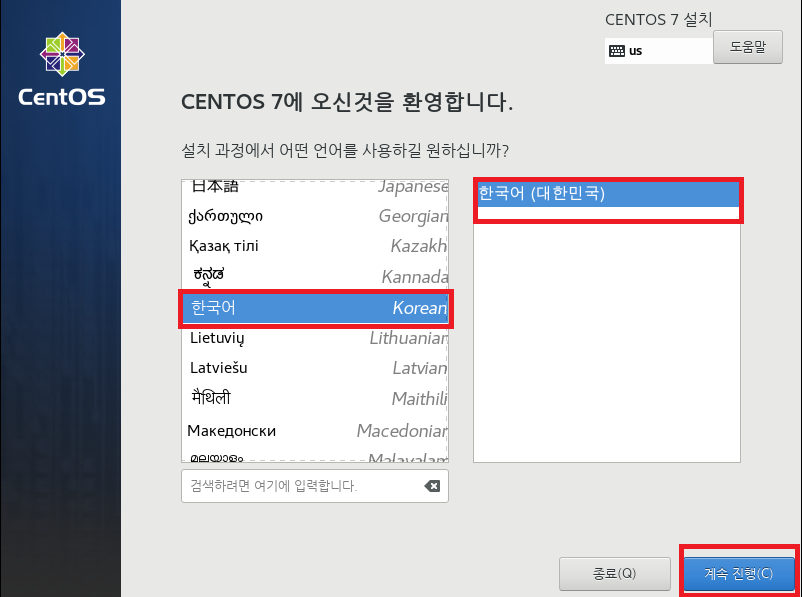 CENTOS 7 설치
us
도움말
CentOS
CENTOS 7에 오신것을 환영합니다.
설치 과정에서 어떤 언어를 사용하길 원하십니까?
日本語 Japanese
ქართული Georgian
Қазақ тілі Kazakh
ಕನ್ನಡ Kannada
한국어 Korean
Lietuvių Lithuanian
Latviešu Latvian
मैथिली Maithili
Македонски Macedonian
മലയാളം Malayalam
한국어 (대한민국)
검색하려면 여기에 입력합니다.
종료(Q)
계속 진행(C)